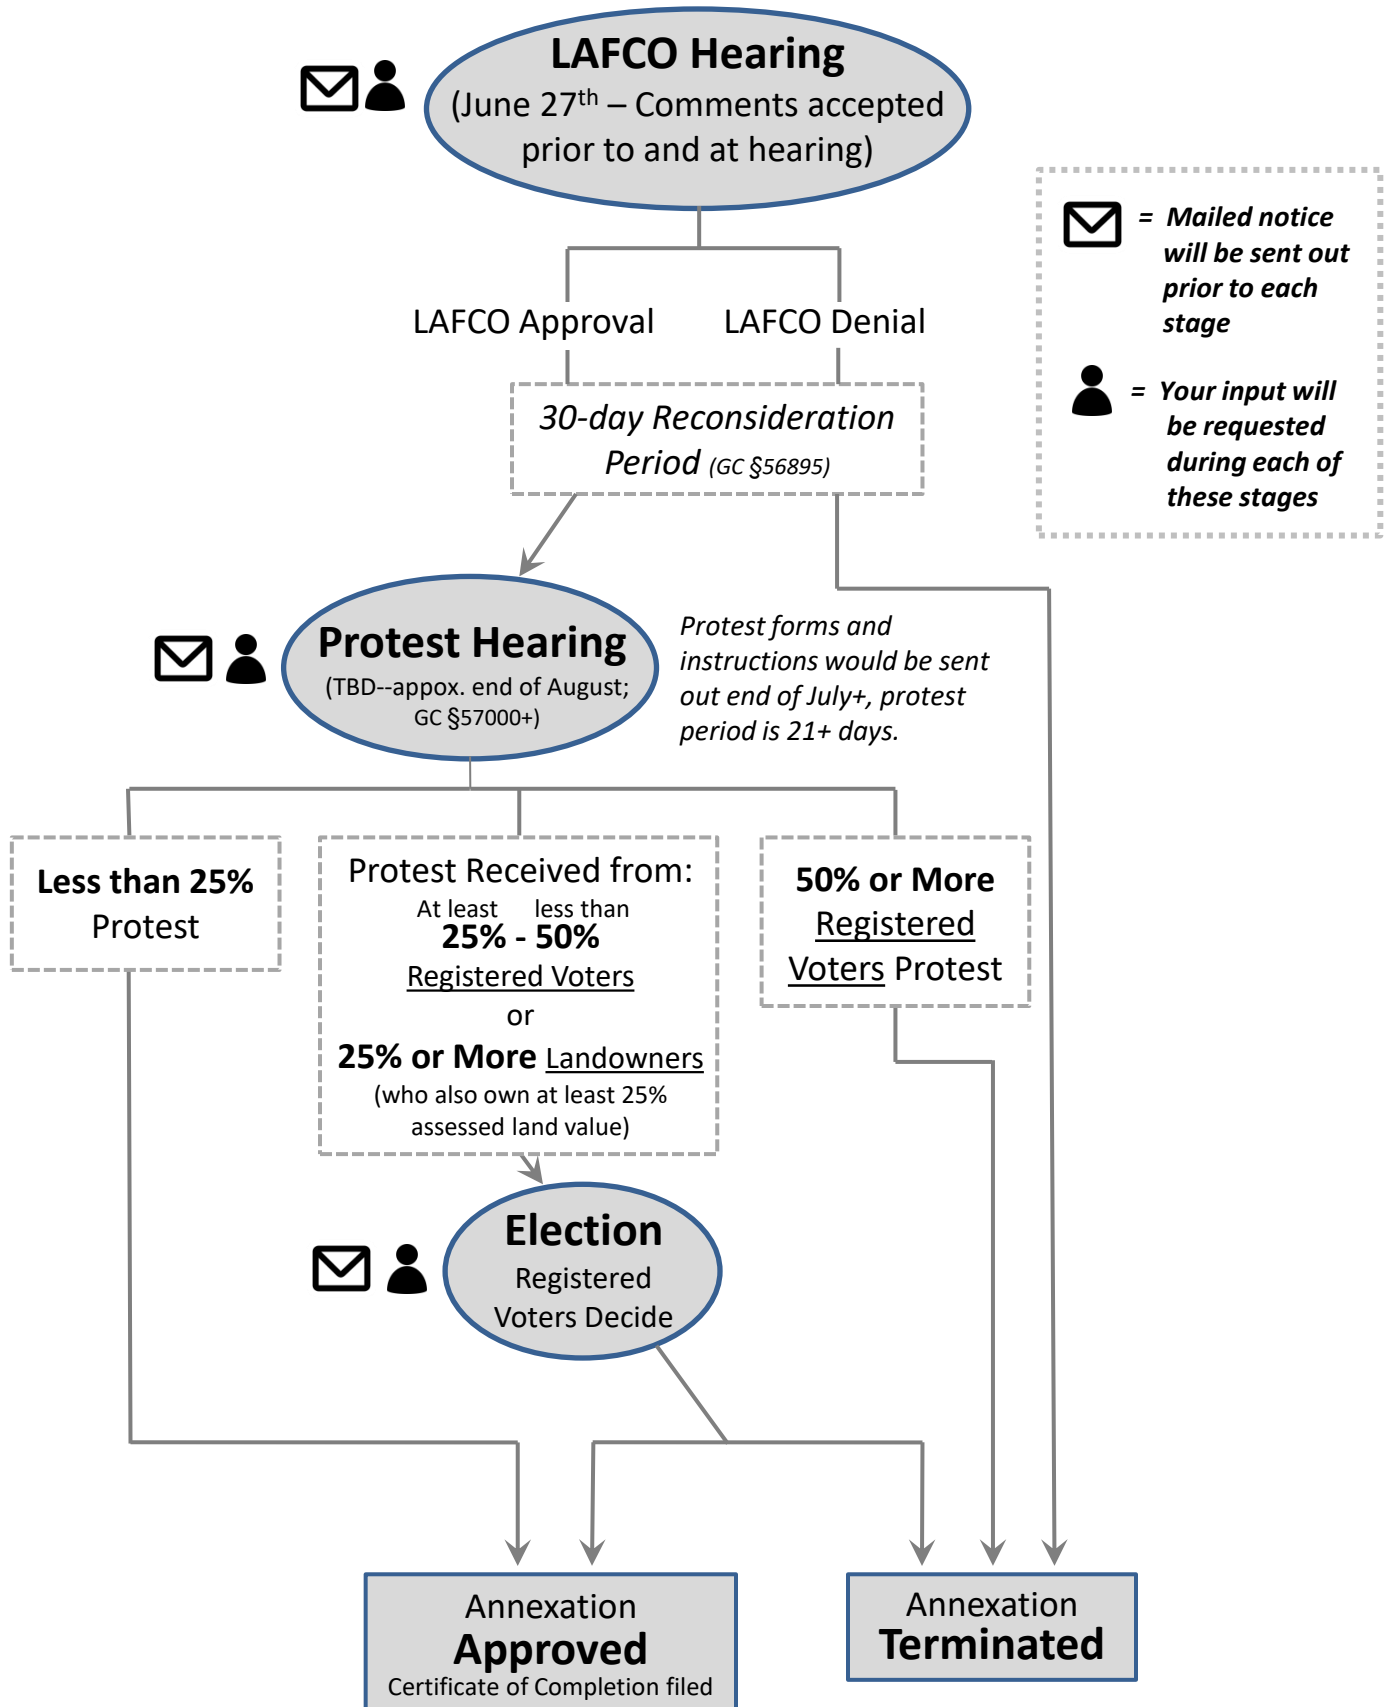 LAFCO Hearing
(June 27th – Comments accepted
prior to and at hearing)
= Mailed notice
will be sent out
prior to each
stage
= Your input will
be requested
during each of
these stages
LAFCO Approval
LAFCO Denial
30-day Reconsideration
Period (GC §56895)
Protest Hearing
(TBD--appox. end of August;
GC §57000+)
Protest forms and
instructions would be sent
out end of July+, protest
period is 21+ days.
Less than 25%
Protest
Protest Received from:
At least less than
25% - 50%
Registered Voters
or
25% or More Landowners
(who also own at least 25%
assessed land value)
50% or More
Registered
Voters Protest
Election
Registered
Voters Decide
Annexation
Approved
Certificate of Completion filed
Annexation
Terminated